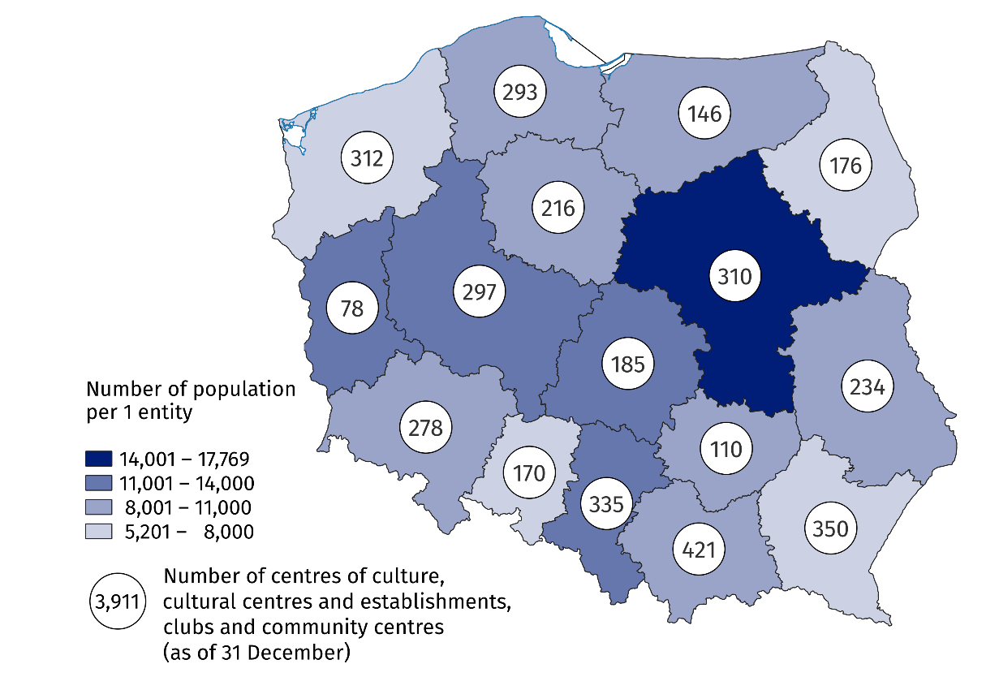 293
146
312
176
216
310
297
78
185
234
278
110
170
335
350
421
Number of population
per 1 entity
14,001 – 17,769
11,001 – 14,000
8,001 – 11,000
5,201 – 8,000
3,911
Number of centres of culture,
cultural centres and establishments,
clubs and community centres
(as of 31 December)